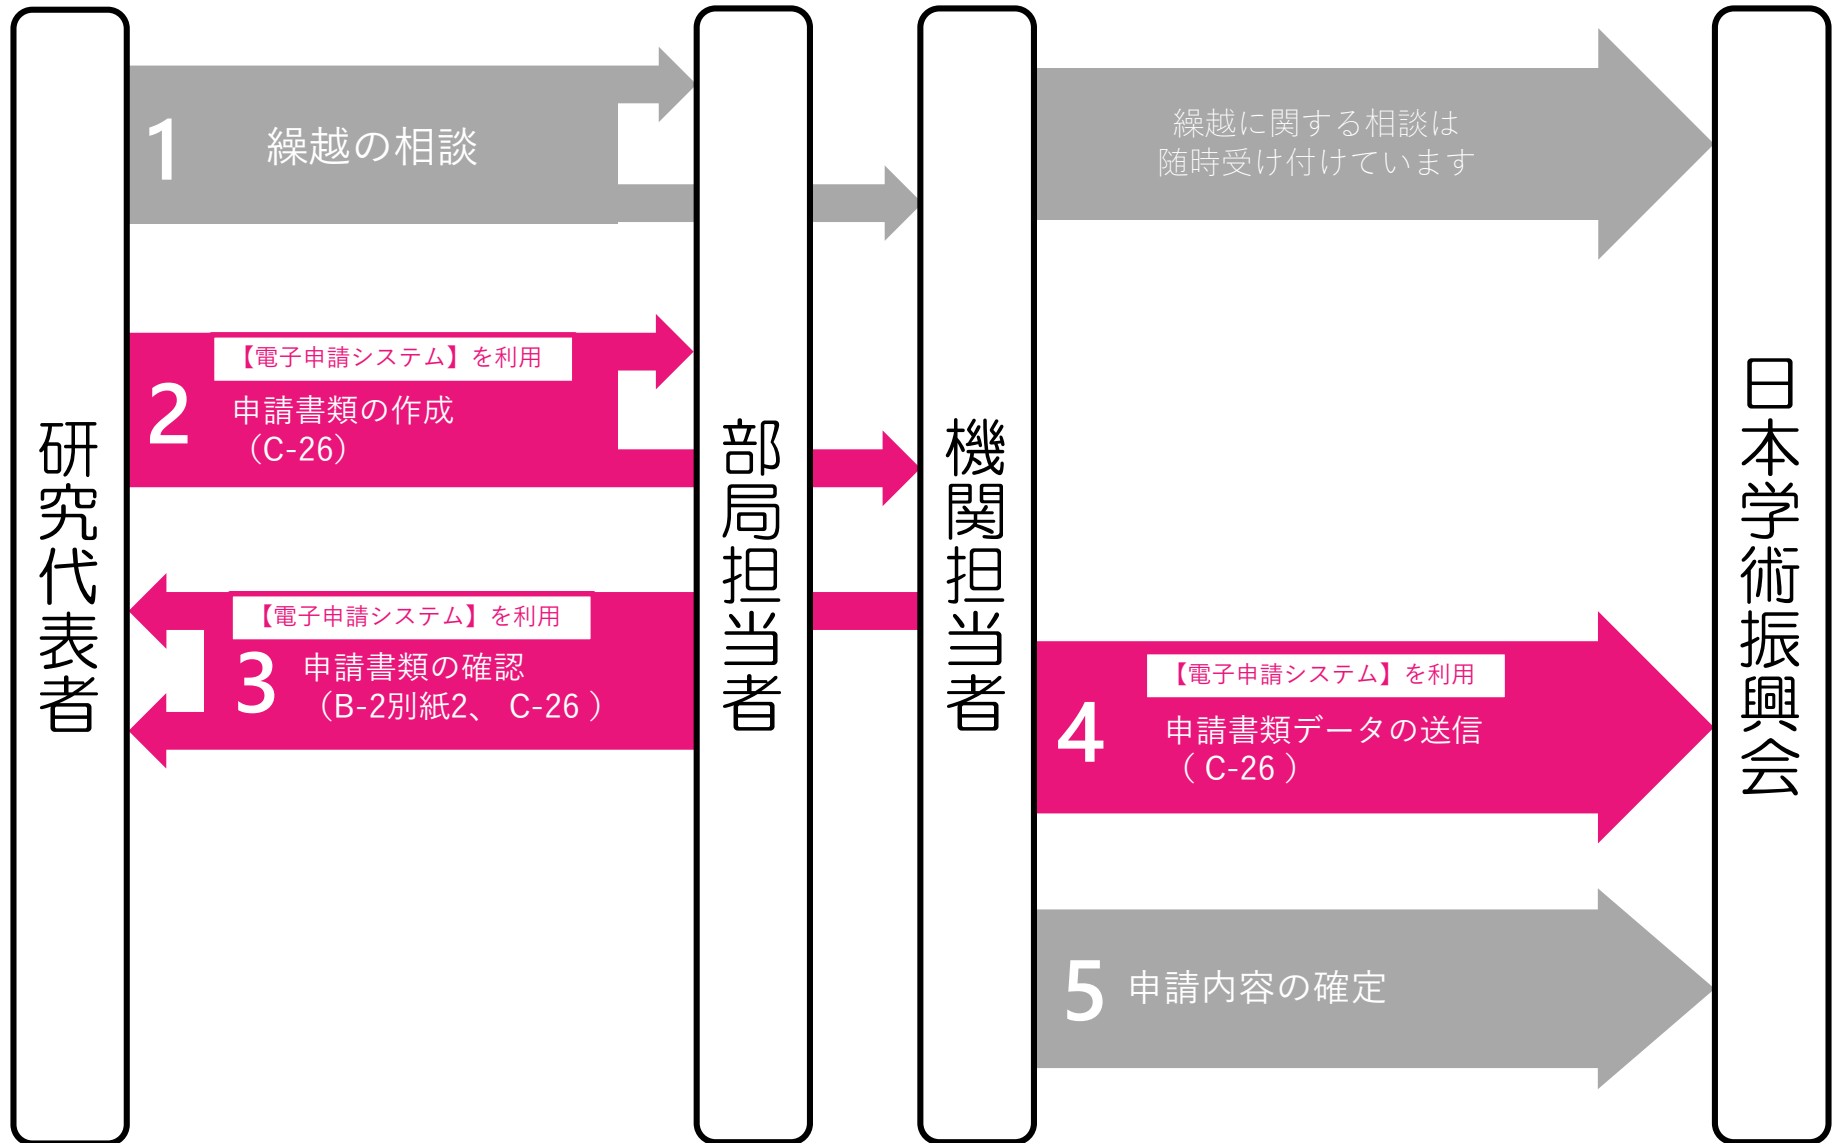 研究代表者
部局担当者
機関担当者
日本学術振興会
1
繰越の相談
繰越に関する相談は
随時受け付けています
2
【電子申請システム】を利用
申請書類の作成
（C-26）
3
【電子申請システム】を利用
申請書類の確認
（B-2別紙2、 C-26 ）
4
【電子申請システム】を利用
申請書類データの送信
（ C-26 ）
5
申請内容の確定